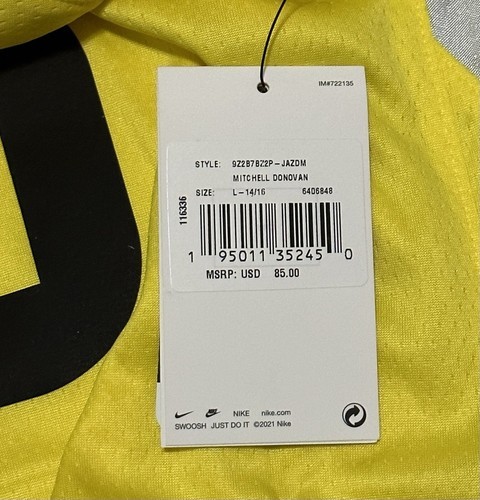 IM#722135
STYLE: 9Z2B7BZ2P-JAZDM
MITCHELL DONOVAN
SIZE: L-14/16 6406848
116336
1 95011 35245 0
MSRP: USD 85.00
NIKE nike.com
SWOOSH JUST DO IT ©2021 Nike